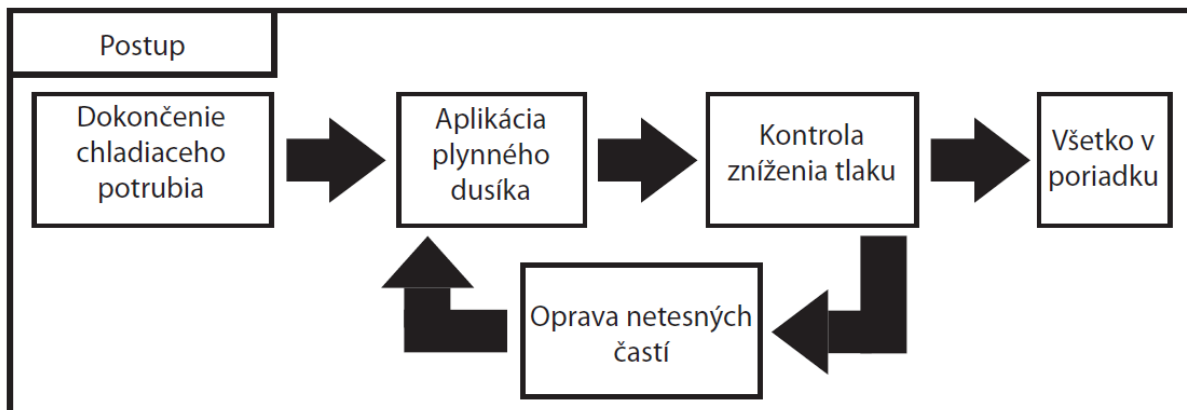 Postup
Dokončenie
chladiaceho
potrubia
Aplikácia
plynného
dusíka
Kontrola
zníženia tlaku
Všetko v
poriadku
Oprava netesných
častí